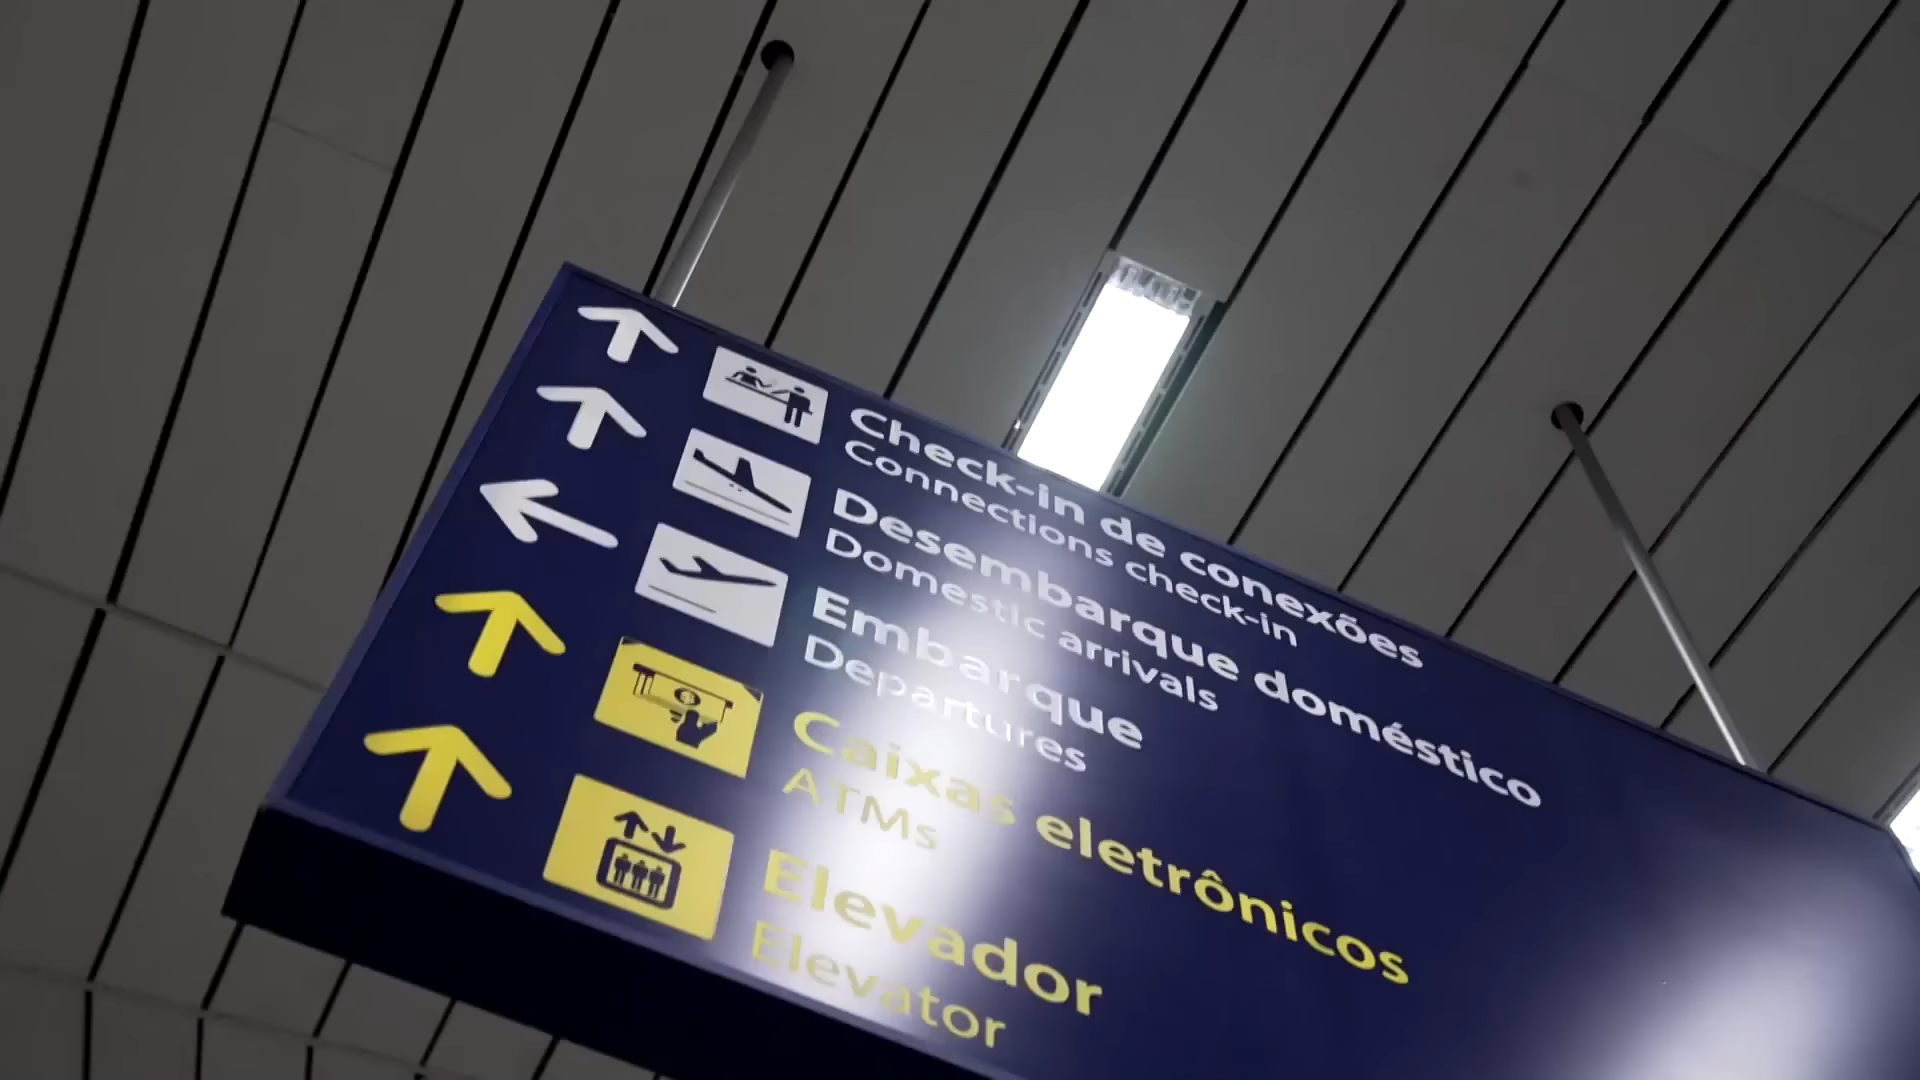 Check-in de conexões
Connections check-in
Desembarque doméstico
Domestic arrivals
Embarque
Departures
Caixas eletrônicos
ATMs
Elevador
Elevator